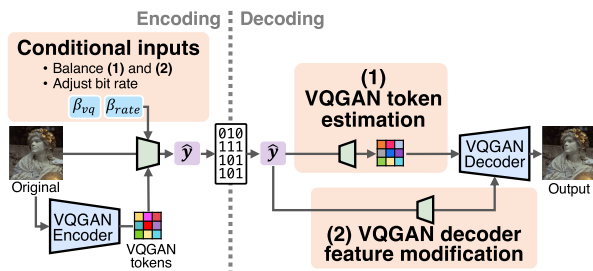 Encoding
Decoding
Conditional inputs
• Balance (1) and (2)
• Adjust bit rate
β_vq β_rate
ŷ
010
111
101
101
ŷ
Original
VQGAN
Encoder
VQGAN
tokens
(1)
VQGAN token
estimation
VQGAN
Decoder
Output
(2) VQGAN decoder
feature modification